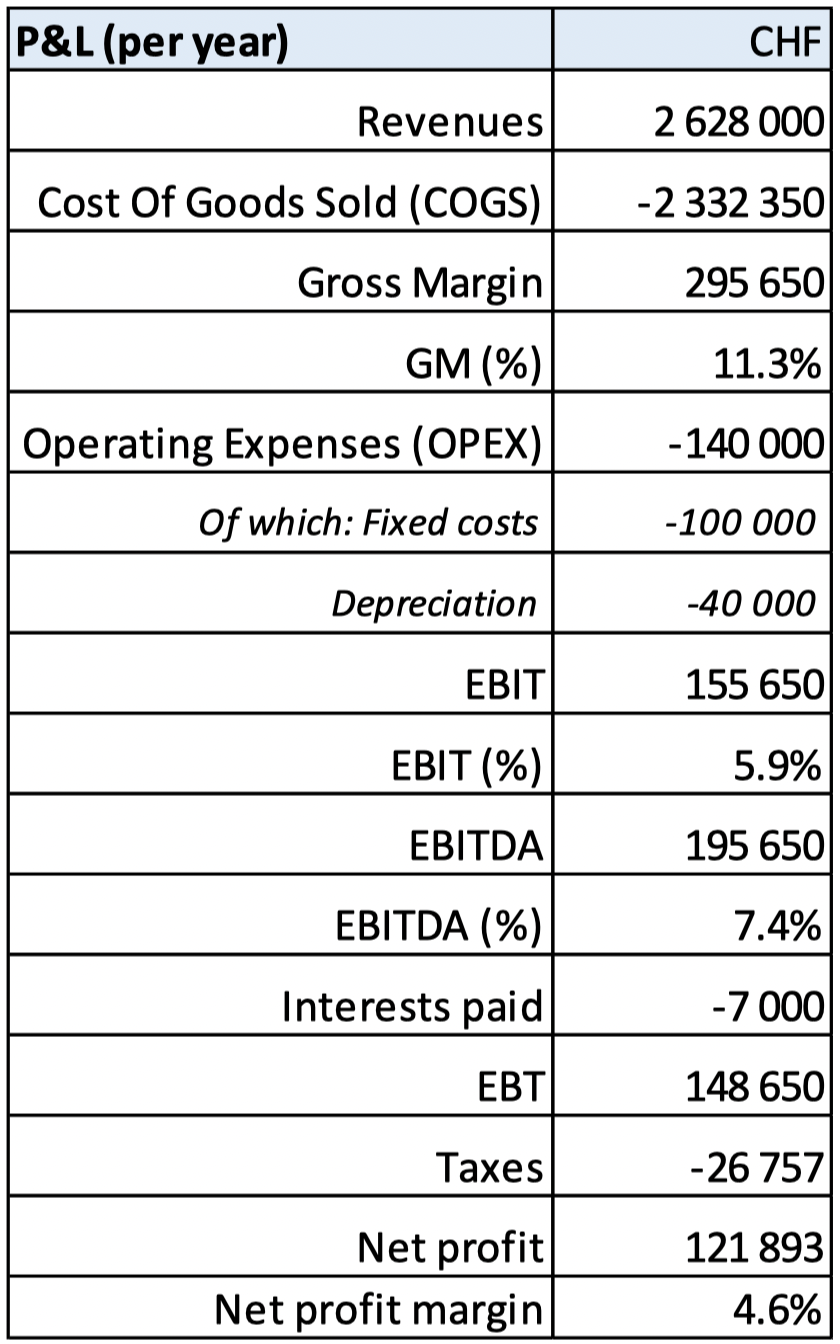 P&L (per year) CHF
Revenues 2 628 000
Cost Of Goods Sold (COGS) -2 332 350
Gross Margin 295 650
GM (%) 11.3%
Operating Expenses (OPEX) -140 000
Of which: Fixed costs -100 000
Depreciation -40 000
EBIT 155 650
EBIT (%) 5.9%
EBITDA 195 650
EBITDA (%) 7.4%
Interests paid -7 000
EBT 148 650
Taxes -26 757
Net profit 121 893
Net profit margin 4.6%